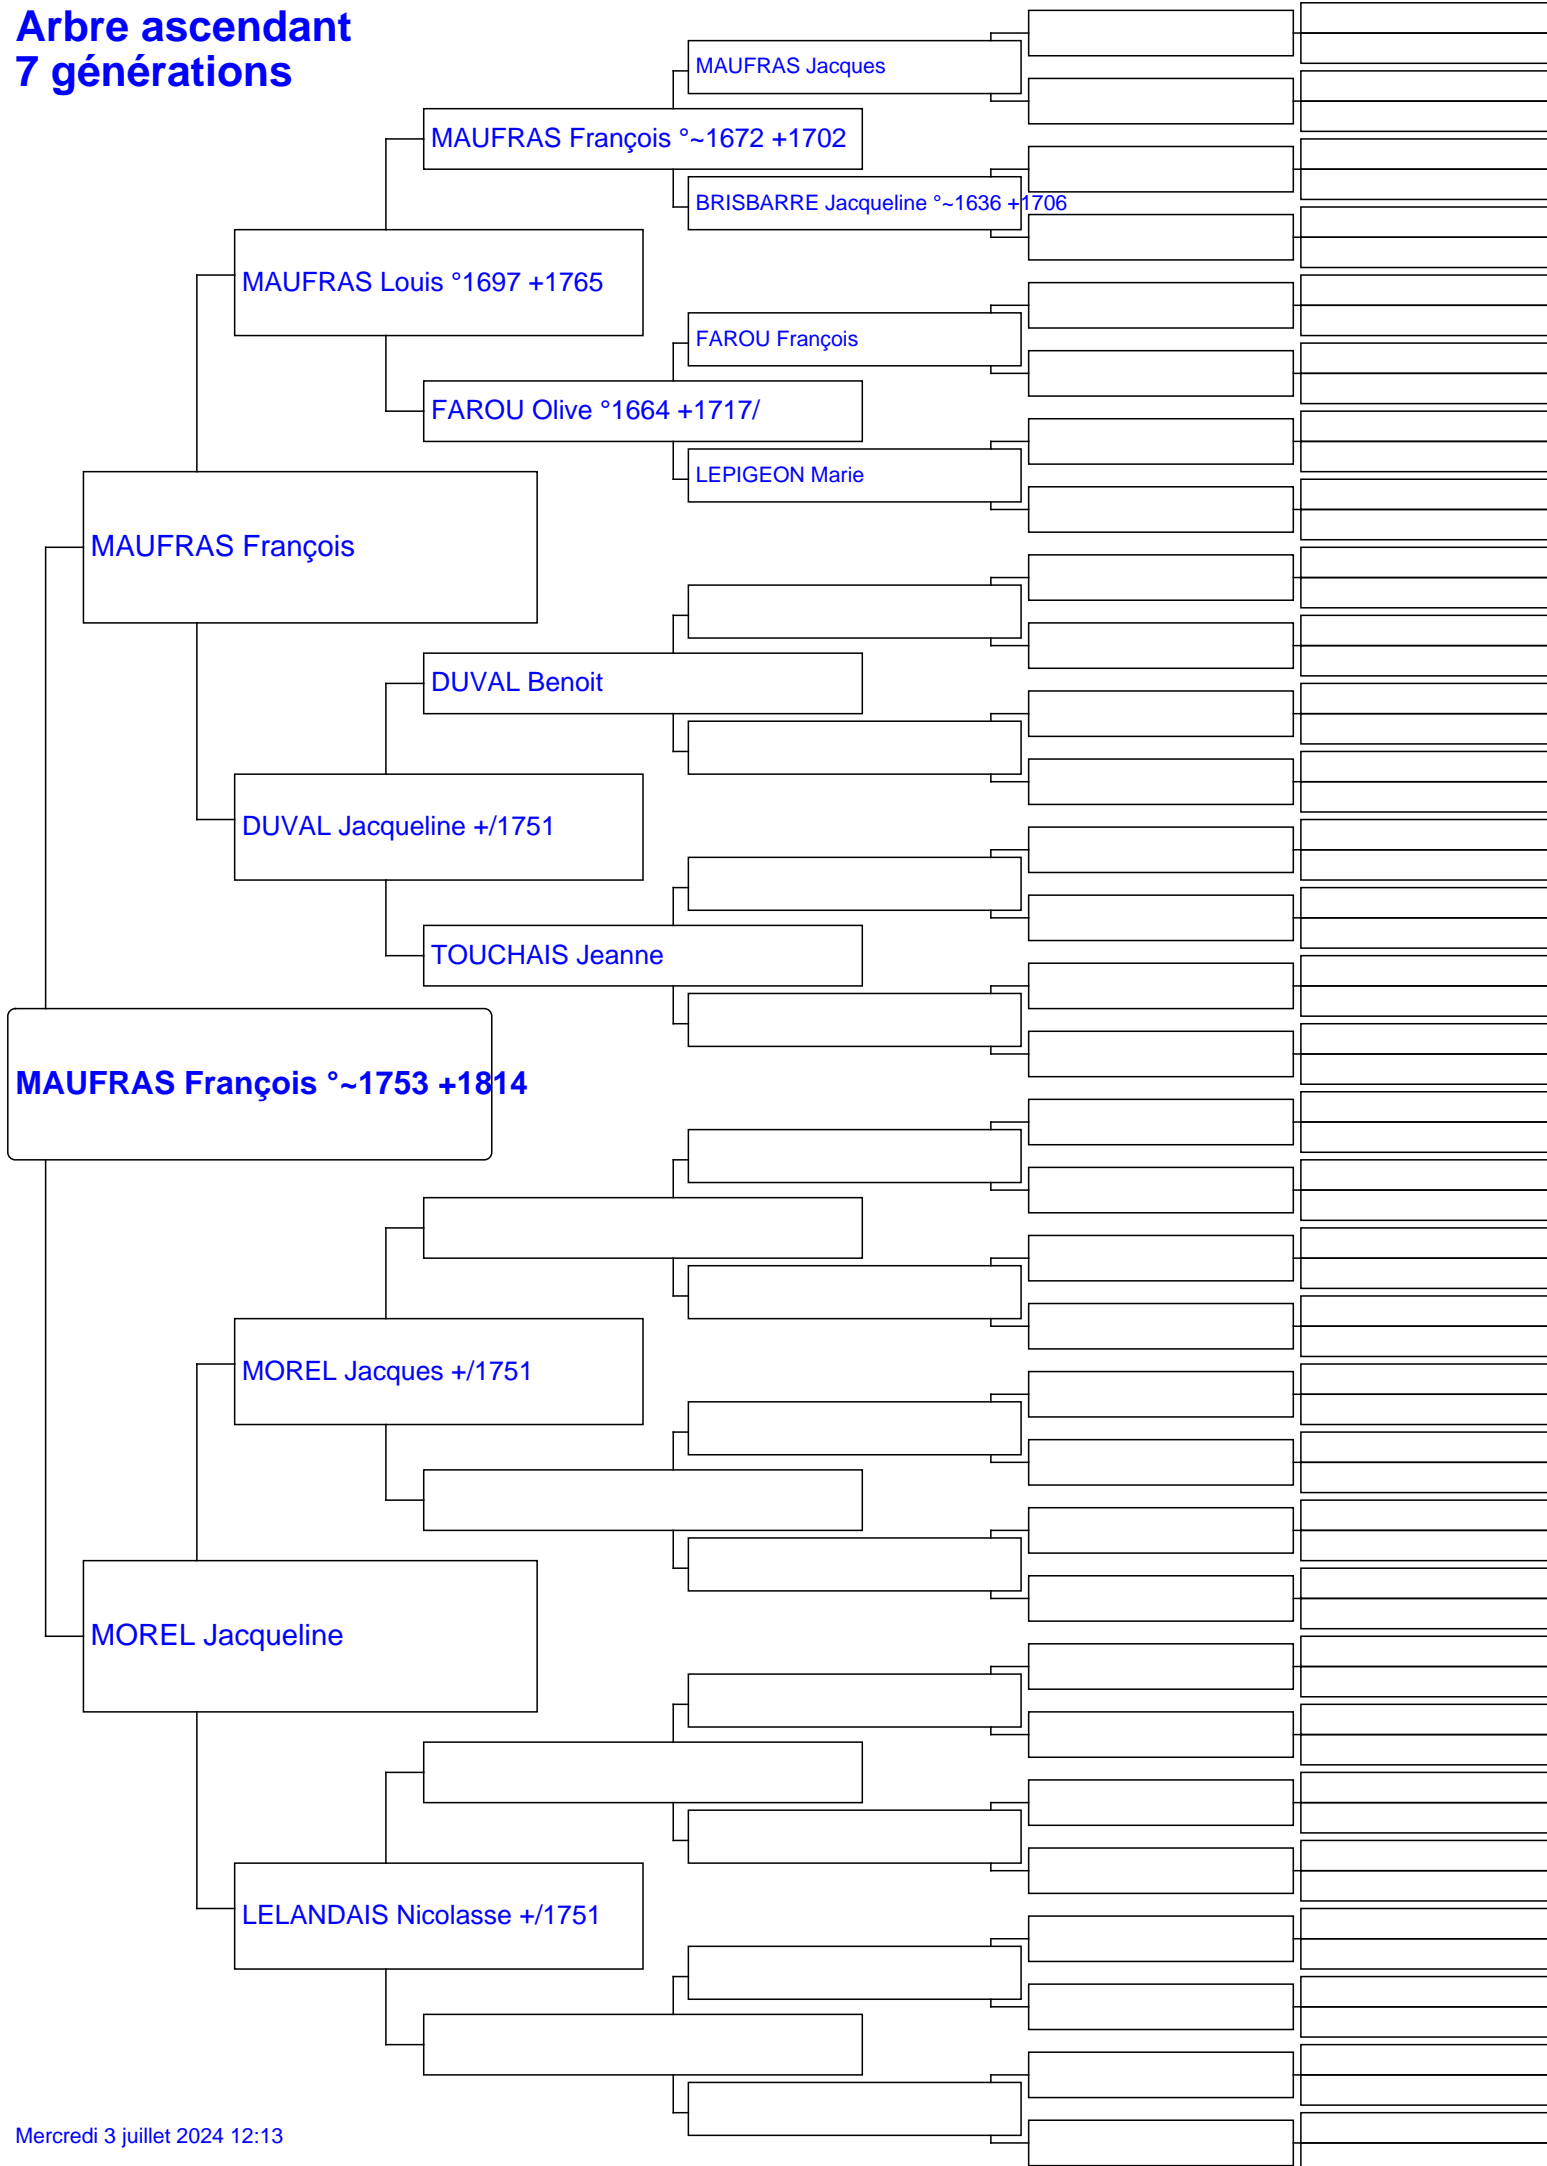 Arbre ascendant
7 générations
MAUFRAS Jacques
MAUFRAS François °~1672 +1702
BRISBARRE Jacqueline °~1636 +1706
MAUFRAS Louis °1697 +1765
FAROU François
FAROU Olive °1664 +1717/
LEPIGEON Marie
MAUFRAS François
DUVAL Benoit
DUVAL Jacqueline +/1751
TOUCHAIS Jeanne
MAUFRAS François °~1753 +1814
MOREL Jacques +/1751
MOREL Jacqueline
LELANDAIS Nicolasse +/1751
Mercredi 3 juillet 2024 12:13